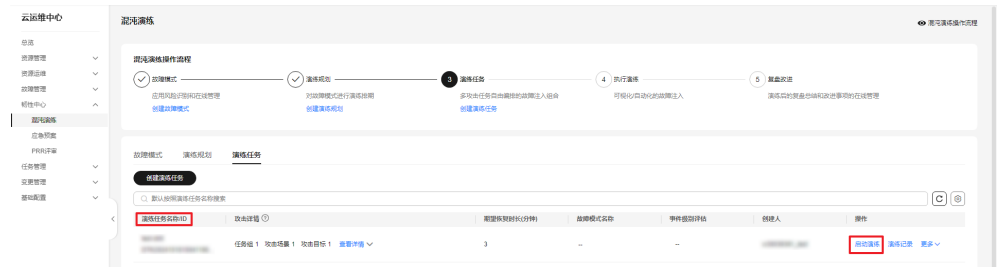 云运维中心
混沌演练
混沌演练操作流程
总览
资源管理
资源运维
故障管理
韧性中心
混沌演练
应急预案
PRR评审
任务管理
变更管理
基础配置
混沌演练操作流程
故障模式
应用风险识别和在线管理
创建故障模式
演练规划
对故障模式进行演练排期
创建演练规划
3 演练任务
多攻击任务自由编排的故障注入组合
创建演练任务
4 执行演练
可视化/自动化的故障注入
5 复盘改进
演练后的复盘总结和改进事项的在线管理
故障模式 演练规划 演练任务
创建演练任务
默认按照演练任务名称搜索
演练任务名称/ID 攻击详情 期望恢复时长(分钟) 故障模式名称 事件级别评估 创建人 操作
任务组 1 攻击场景 1 攻击目标 1 查看详情 3 -- -- 启动演练 演练记录 更多